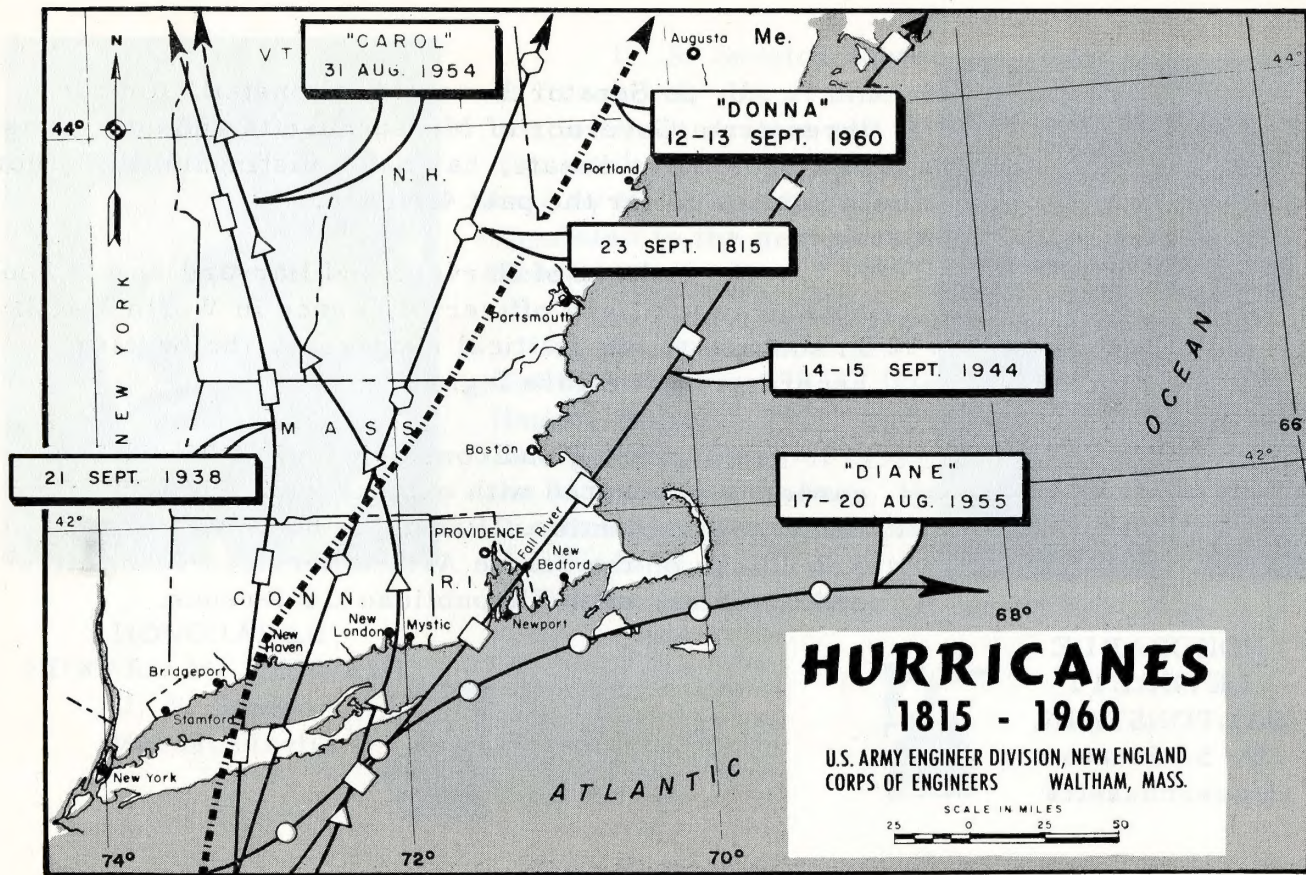 N
VT.
"CAROL"
31 AUG. 1954
Augusta
Me.
44°
"DONNA"
12-13 SEPT. 1960
44°
N.H.
Portland
23 SEPT. 1815
NEW YORK
Portsmouth
14-15 SEPT. 1944
OCEAN
MASS.
Boston
66°
42°
21 SEPT. 1938
"DIANE"
17-20 AUG. 1955
42°
PROVIDENCE
Fall River
New
Bedford
R.I.
CONN.
New
London
Mystic
Newport
New
Haven
68°
Bridgeport
Stamford
New York
ATLANTIC
74°
72°
70°
HURRICANES
1815 - 1960
U.S. ARMY ENGINEER DIVISION, NEW ENGLAND
CORPS OF ENGINEERS WALTHAM, MASS.
SCALE IN MILES
25 0 25 50